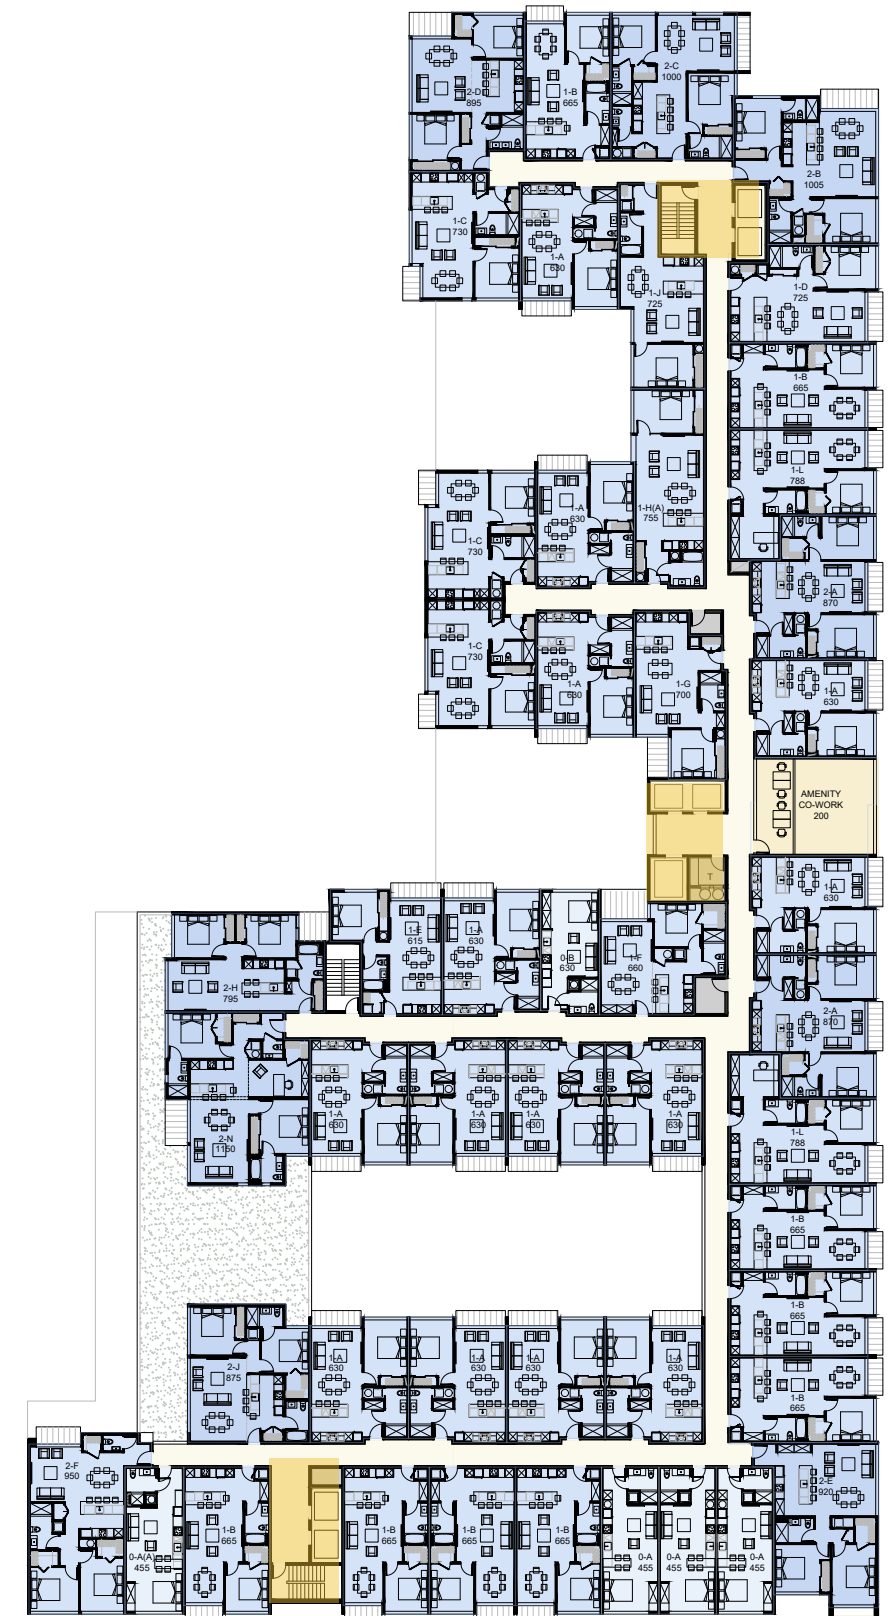 2-D
895
1-B
665
2-C
1000
2-B
1005
1-C
730
1-A
630
1-J
725
1-D
725
1-B
665
1-L
788
1-C
730
1-A
630
1-H(A)
755
2-A
870
1-C
730
1-A
630
1-G
700
1-A
630
AMENITY
CO-WORK
200
T
1-A
630
1-E
615
1-A
630
0-B
630
1-F
660
2-H
795
2-A
870
1-A
630
1-A
630
1-A
630
1-A
630
2-N
1150
1-L
788
1-B
665
1-B
665
2-J
875
1-A
630
1-A
630
1-A
630
1-A
630
1-B
665
2-F
950
2-E
920
0-A(A)
455
1-B
665
1-B
665
1-B
665
1-B
665
0-A
455
0-A
455
0-A
455